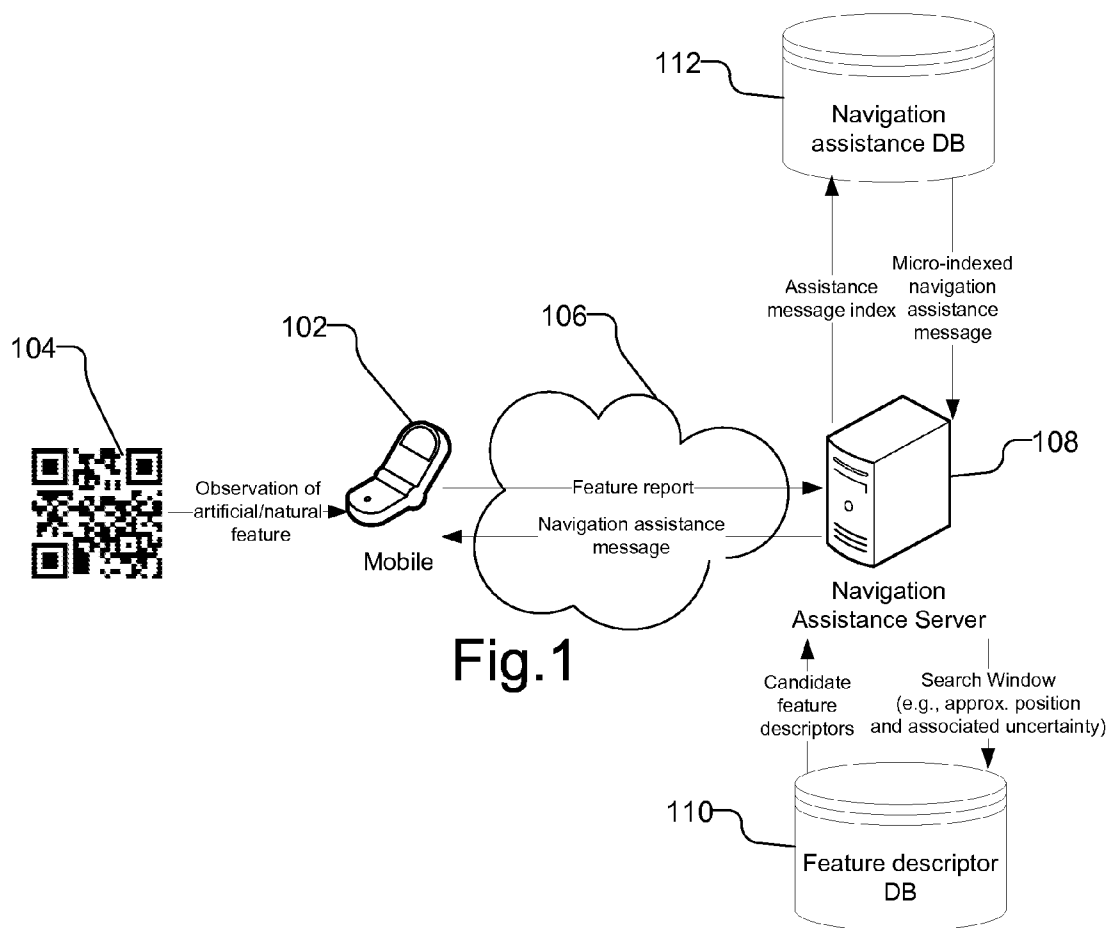 112
Navigation
assistance DB
Assistance
message index
Micro-indexed
navigation
assistance
message
102
106
104
108
Observation of
artificial/natural
feature
Feature report
Navigation assistance
message
Mobile
Navigation
Assistance Server
Fig.1
Candidate
feature
descriptors
Search Window
(e.g., approx. position
and associated uncertainty)
110
Feature descriptor
DB